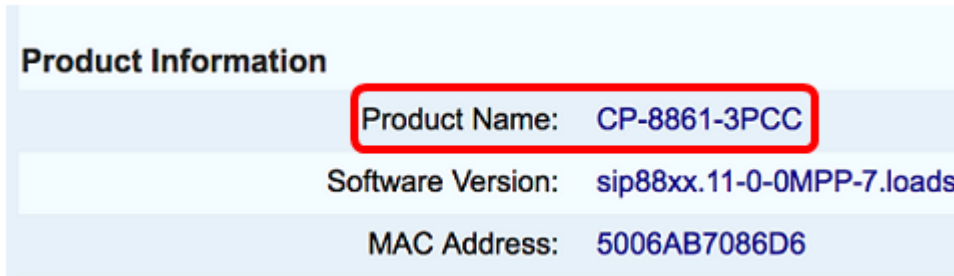 Product Information
Product Name: CP-8861-3PCC
Software Version: sip88xx.11-0-0MPP-7.loads
MAC Address: 5006AB7086D6